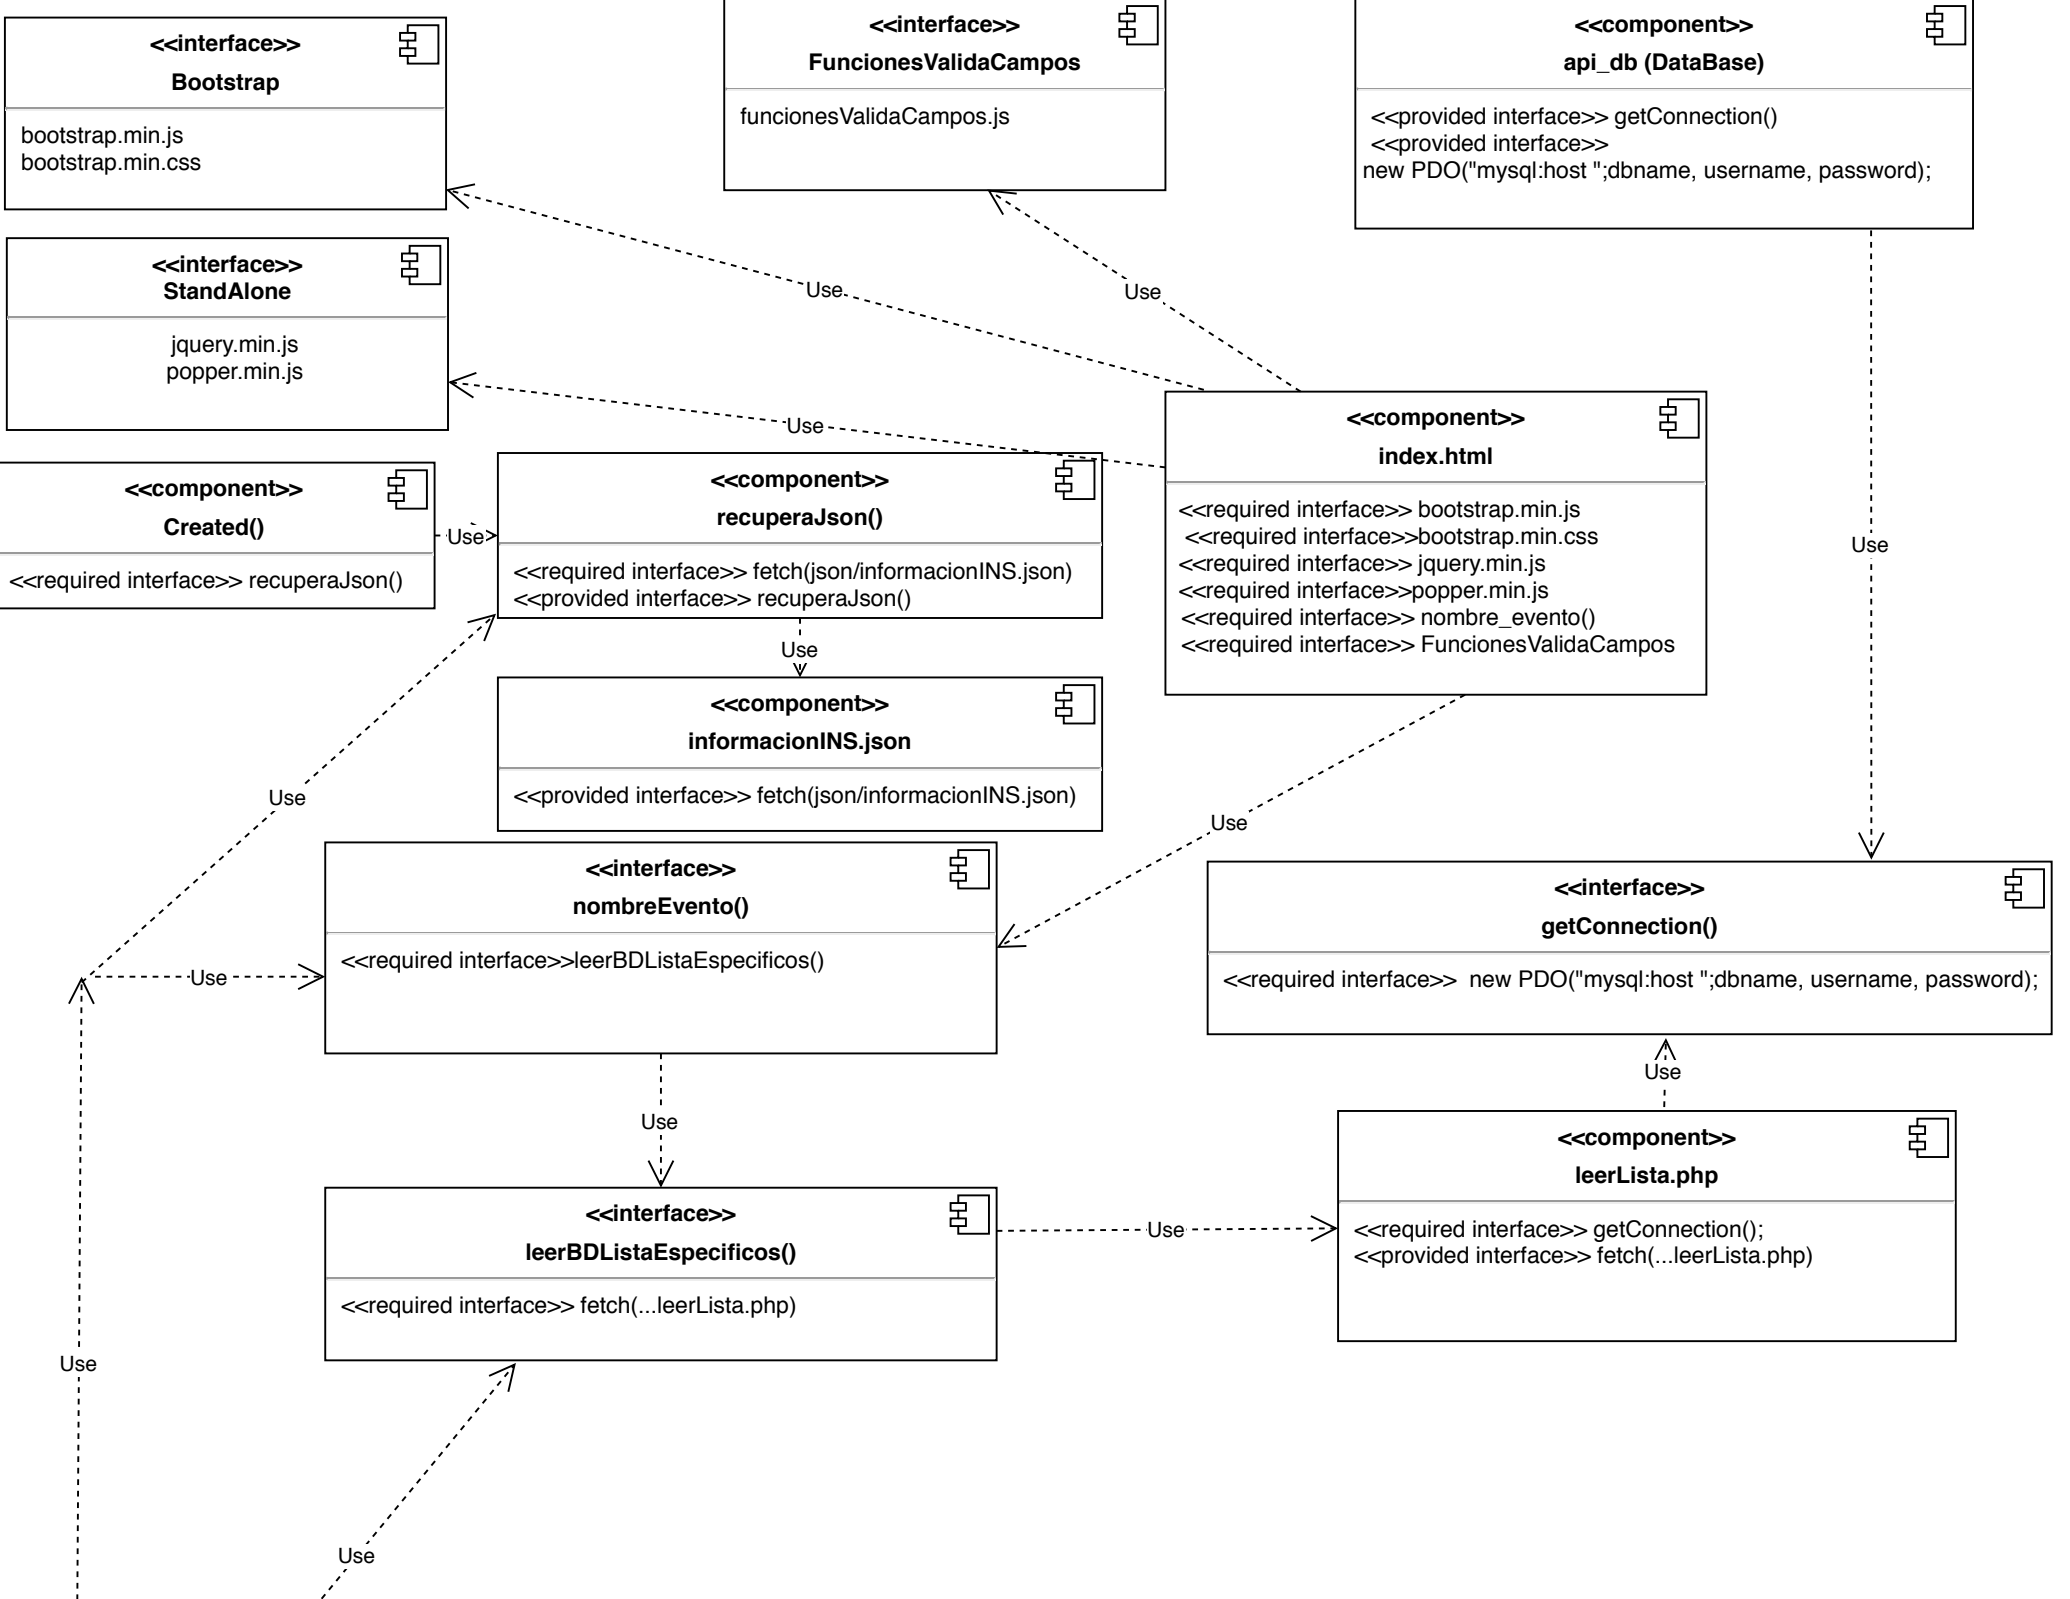 <<interface>>
Bootstrap
bootstrap.min.js
bootstrap.min.css
<<interface>>
FuncionesValidaCampos
funcionesValidaCampos.js
<<component>>
api_db (DataBase)
<<provided interface>> getConnection()
<<provided interface>>
new PDO("mysql:host ";dbname, username, password);
<<interface>>
StandAlone
jquery.min.js
popper.min.js
Use
Use
Use
Use
<<component>>
index.html
<<required interface>> bootstrap.min.js
<<required interface>>bootstrap.min.css
<<required interface>> jquery.min.js
<<required interface>>popper.min.js
<<required interface>> nombre_evento()
<<required interface>> FuncionesValidaCampos
<<component>>
Created()
<<required interface>> recuperaJson()
Use
<<component>>
recuperaJson()
<<required interface>> fetch(json/informacionINS.json)
<<provided interface>> recuperaJson()
Use
<<component>>
informacionINS.json
<<provided interface>> fetch(json/informacionINS.json)
Use
Use
<<interface>>
nombreEvento()
<<required interface>>leerBDListaEspecificos()
Use
<<interface>>
getConnection()
<<required interface>>  new PDO("mysql:host ";dbname, username, password);
Use
Use
<<component>>
leerLista.php
<<required interface>> getConnection();
<<provided interface>> fetch(...leerLista.php)
<<interface>>
leerBDListaEspecificos()
<<required interface>> fetch(...leerLista.php)
Use
Use
Use